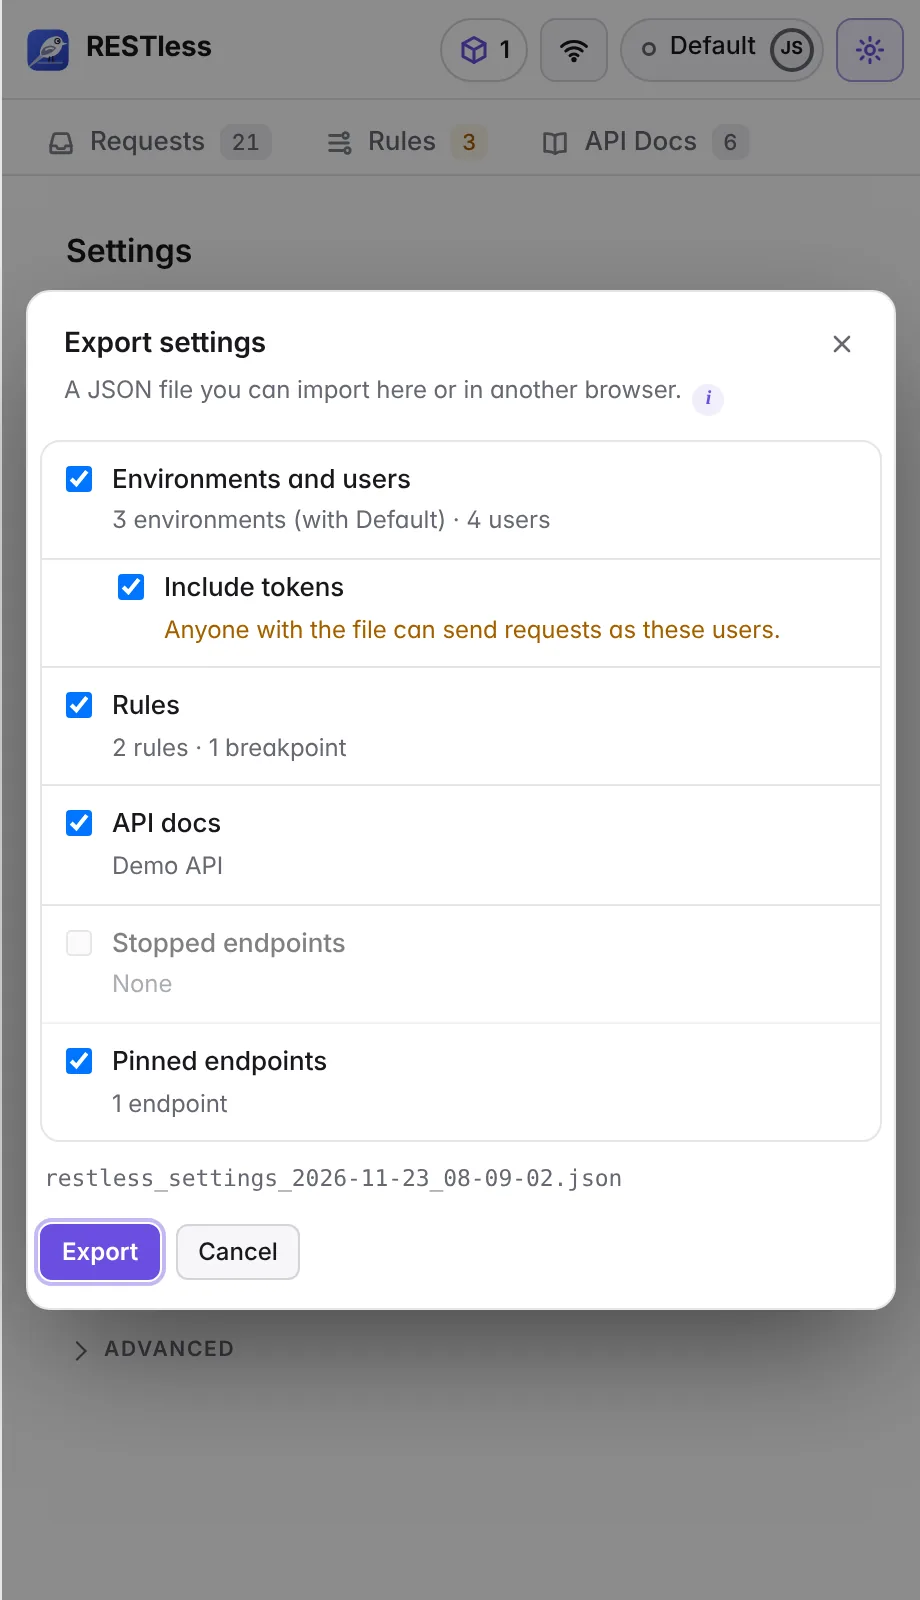 RESTless
1
Default
JS
Requests 21
Rules 3
API Docs 6
Settings
Export settings
A JSON file you can import here or in another browser. i
Environments and users
3 environments (with Default) · 4 users
Include tokens
Anyone with the file can send requests as these users.
Rules
2 rules · 1 breakpoint
API docs
Demo API
Stopped endpoints
None
Pinned endpoints
1 endpoint
restless_settings_2026-11-23_08-09-02.json
Export
Cancel
ADVANCED